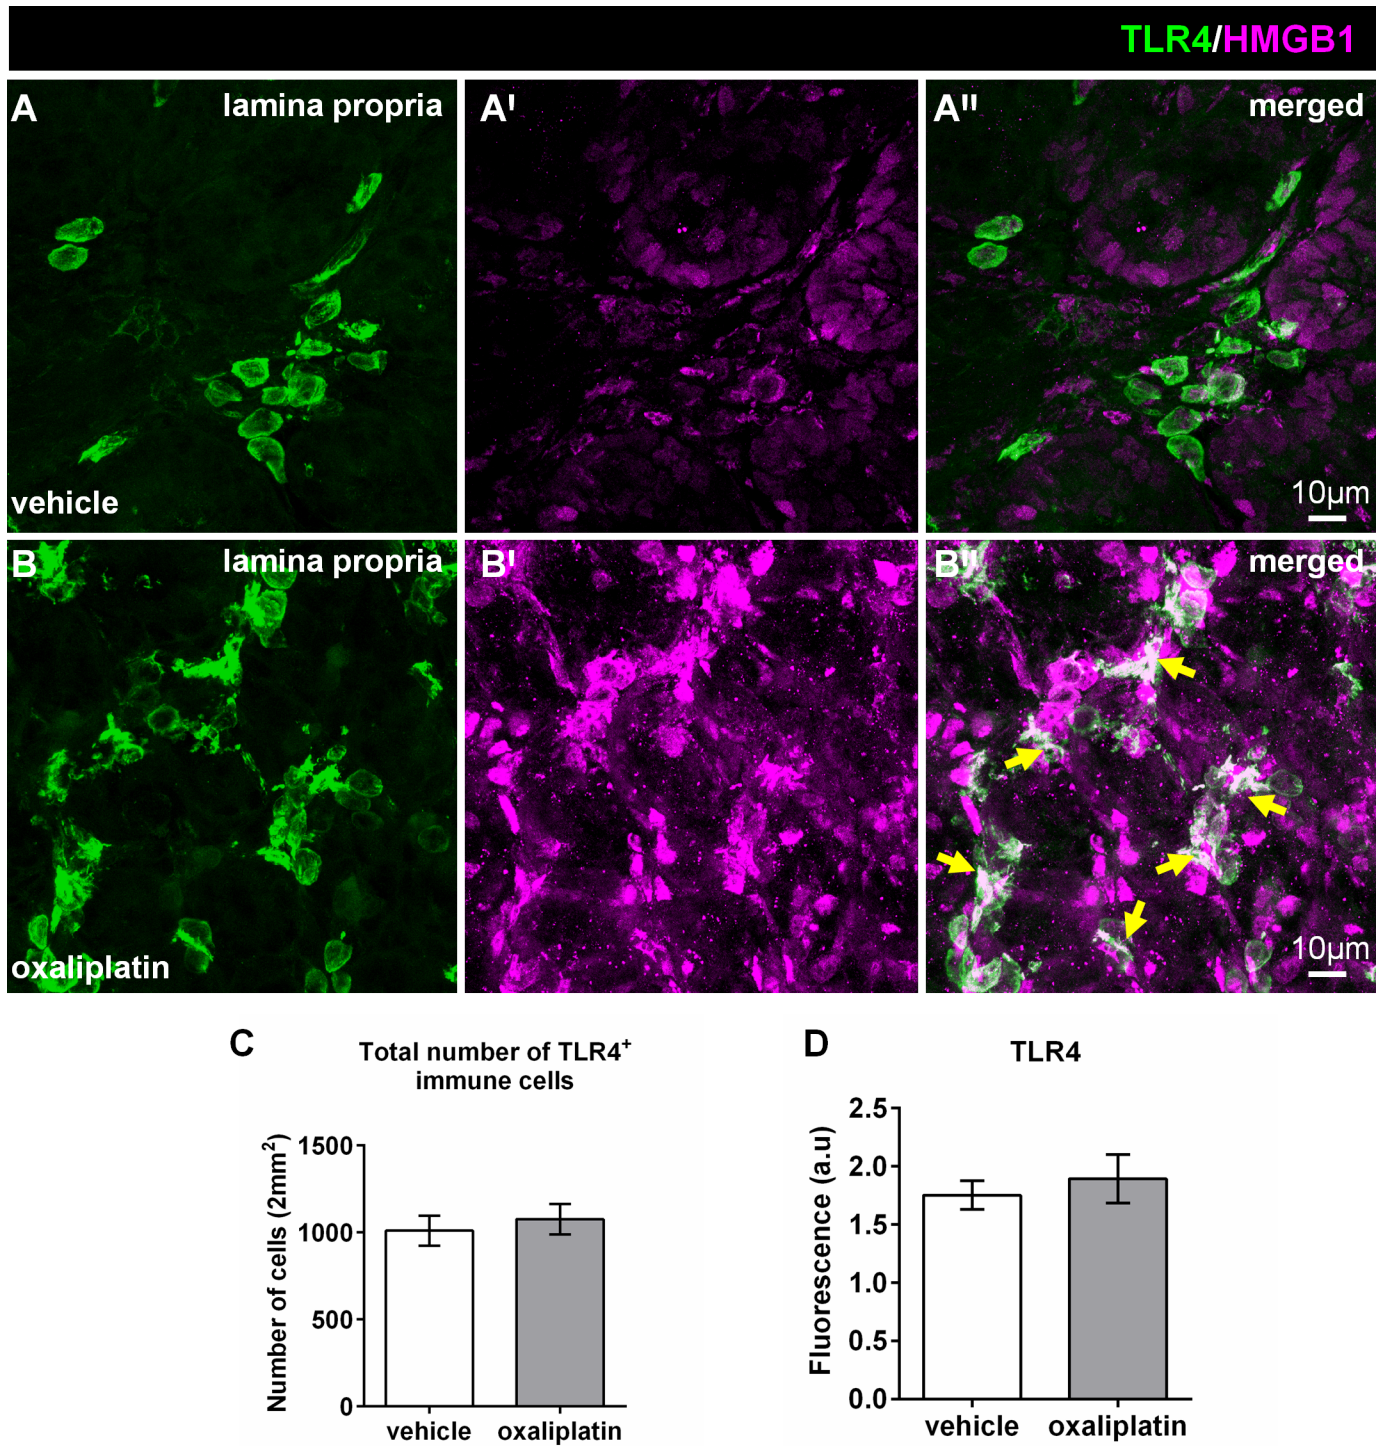 TLR4/HMGB1
A
lamina propria
A'
A"
merged
vehicle
10µm
B
lamina propria
B'
B"
merged
oxaliplatin
10µm
C
Total number of TLR4+
immune cells
Number of cells (2mm2)
1500
1000
500
0
vehicle
oxaliplatin
D
TLR4
Fluorescence (a.u)
2.5
2.0
1.5
1.0
0.5
0.0
vehicle
oxaliplatin